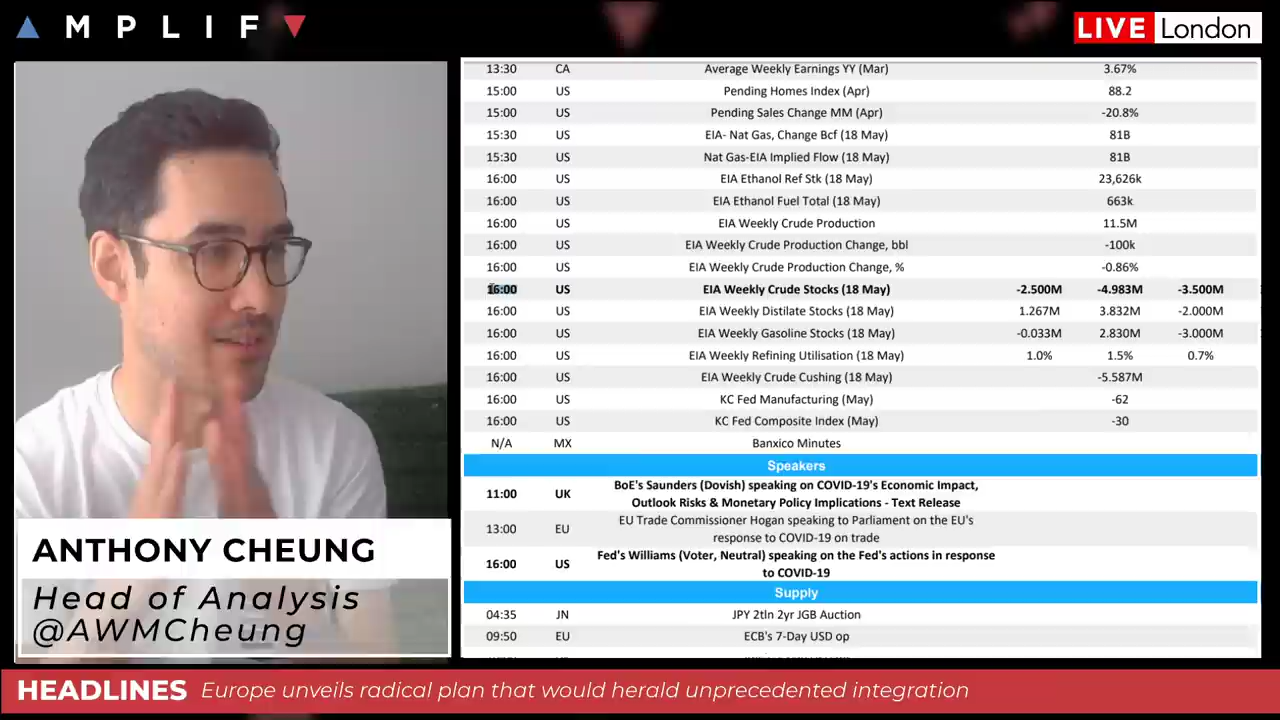 ▲MPLIF▼
LIVE London
13:30 CA Average Weekly Earnings YY (Mar) 3.67%
15:00 US Pending Homes Index (Apr) 88.2
15:00 US Pending Sales Change MM (Apr) -20.8%
15:30 US EIA- Nat Gas, Change Bcf (18 May) 81B
15:30 US Nat Gas-EIA Implied Flow (18 May) 81B
16:00 US EIA Ethanol Ref Stk (18 May) 23,626k
16:00 US EIA Ethanol Fuel Total (18 May) 663k
16:00 US EIA Weekly Crude Production 11.5M
16:00 US EIA Weekly Crude Production Change, bbl -100k
16:00 US EIA Weekly Crude Production Change, % -0.86%
16:00 US EIA Weekly Crude Stocks (18 May) -2.500M -4.983M -3.500M
16:00 US EIA Weekly Distilate Stocks (18 May) 1.267M 3.832M -2.000M
16:00 US EIA Weekly Gasoline Stocks (18 May) -0.033M 2.830M -3.000M
16:00 US EIA Weekly Refining Utilisation (18 May) 1.0% 1.5% 0.7%
16:00 US EIA Weekly Crude Cushing (18 May) -5.587M
16:00 US KC Fed Manufacturing (May) -62
16:00 US KC Fed Composite Index (May) -30
N/A MX Banxico Minutes
Speakers
11:00 UK BoE's Saunders (Dovish) speaking on COVID-19's Economic Impact,
Outlook Risks & Monetary Policy Implications - Text Release
13:00 EU EU Trade Commissioner Hogan speaking to Parliament on the EU's
response to COVID-19 on trade
16:00 US Fed's Williams (Voter, Neutral) speaking on the Fed's actions in response
to COVID-19
Supply
04:35 JN JPY 2tln 2yr JGB Auction
09:50 EU ECB's 7-Day USD op
ANTHONY CHEUNG
Head of Analysis
@AWMCheung
HEADLINES Europe unveils radical plan that would herald unprecedented integration